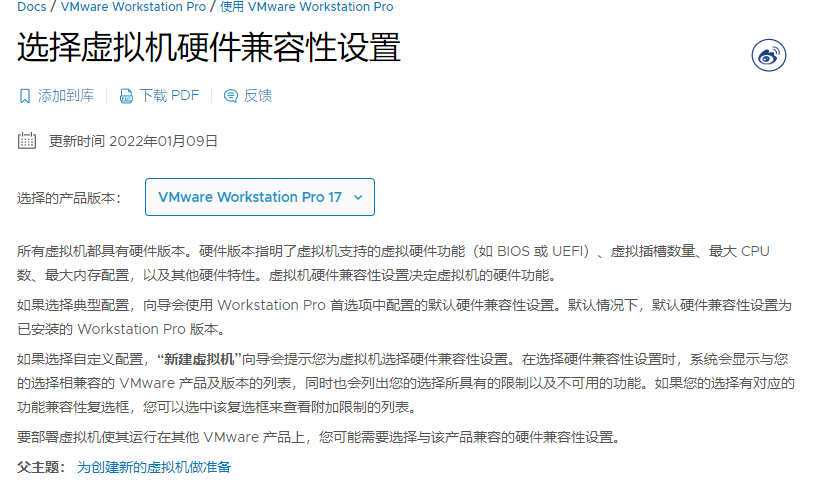 Docs / VMware Workstation Pro / 使用 VMware Workstation Pro
选择虚拟机硬件兼容性设置
添加到库 下载 PDF 反馈
更新时间 2022年01月09日
选择的产品版本： VMware Workstation Pro 17
所有虚拟机都具有硬件版本。硬件版本指明了虚拟机支持的虚拟硬件功能（如 BIOS 或 UEFI）、虚拟插槽数量、最大 CPU
数、最大内存配置，以及其他硬件特性。虚拟机硬件兼容性设置决定虚拟机的硬件功能。
如果选择典型配置，向导会使用 Workstation Pro 首选项中配置的默认硬件兼容性设置。默认情况下，默认硬件兼容性设置为
已安装的 Workstation Pro 版本。
如果选择自定义配置，“新建虚拟机”向导会提示您为虚拟机选择硬件兼容性设置。在选择硬件兼容性设置时，系统会显示与您
的选择相兼容的 VMware 产品及版本的列表，同时也会列出您的选择所具有的限制以及不可用的功能。如果您的选择有对应的
功能兼容性复选框，您可以选中该复选框来查看附加限制的列表。
要部署虚拟机使其运行在其他 VMware 产品上，您可能需要选择与该产品兼容的硬件兼容性设置。
父主题： 为创建新的虚拟机做准备